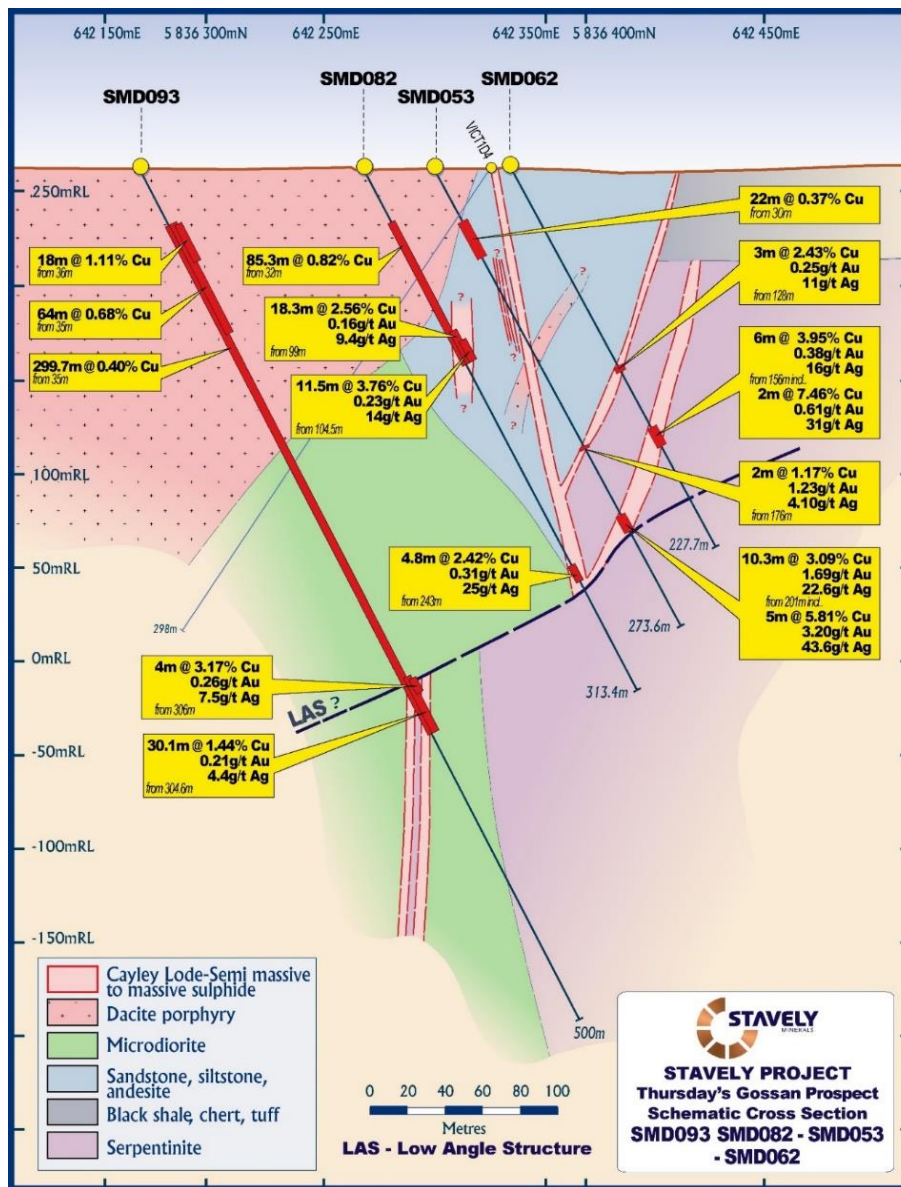 642 150mE
5 836 300mN
642 250mE
642 350mE
5 836 400mN
642 450mE
SMD093
SMD082
SMD053
SMD062
VICT1D4
250mRL
100mRL
50mRL
0mRL
-50mRL
-100mRL
-150mRL
18m @ 1.11% Cu
from 36m
64m @ 0.68% Cu
from 35m
299.7m @ 0.40% Cu
from 35m
85.3m @ 0.82% Cu
from 32m
18.3m @ 2.56% Cu
0.16g/t Au
9.4g/t Ag
from 99m
11.5m @ 3.76% Cu
0.23g/t Au
14g/t Ag
from 104.5m
?
?
?
?
?
?
22m @ 0.37% Cu
from 30m
3m @ 2.43% Cu
0.25g/t Au
11g/t Ag
from 128m
6m @ 3.95% Cu
0.38g/t Au
16g/t Ag
from 156m incl.
2m @ 7.46% Cu
0.61g/t Au
31g/t Ag
2m @ 1.17% Cu
1.23g/t Au
4.10g/t Ag
from 176m
10.3m @ 3.09% Cu
1.69g/t Au
22.6g/t Ag
from 201m incl.
5m @ 5.81% Cu
3.20g/t Au
43.6g/t Ag
4.8m @ 2.42% Cu
0.31g/t Au
25g/t Ag
from 243m
227.7m
273.6m
313.4m
298m
4m @ 3.17% Cu
0.26g/t Au
7.5g/t Ag
from 306m
LAS ?
30.1m @ 1.44% Cu
0.21g/t Au
4.4g/t Ag
from 304.6m
500m
Cayley Lode-Semi massive
to massive sulphide
Dacite porphyry
Microdiorite
Sandstone, siltstone,
andesite
Black shale, chert, tuff
Serpentinite
0 20 40 60 80 100
Metres
LAS - Low Angle Structure
STAVELY
MINERALS
STAVELY PROJECT
Thursday's Gossan Prospect
Schematic Cross Section
SMD093 SMD082 - SMD053
- SMD062